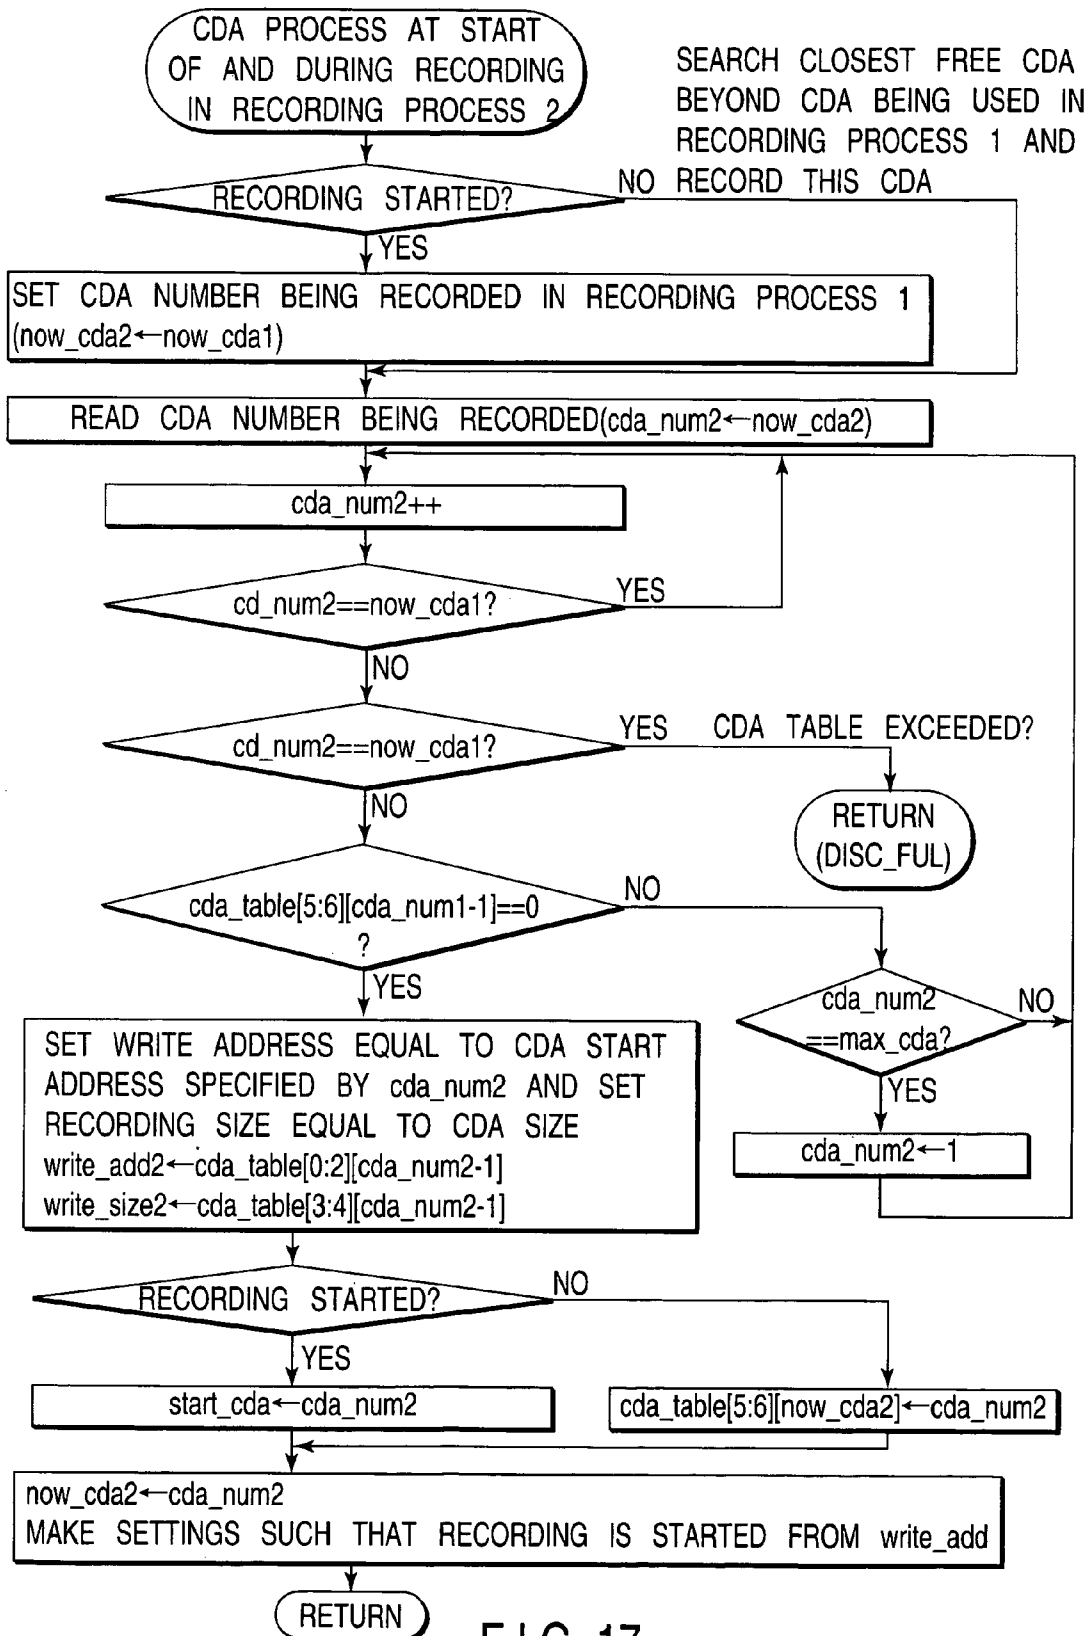 CDA PROCESS AT START
OF AND DURING RECORDING
IN RECORDING PROCESS 2
SEARCH CLOSEST FREE CDA
BEYOND CDA BEING USED IN
RECORDING PROCESS 1 AND
RECORD THIS CDA
RECORDING STARTED?
NO
YES
SET CDA NUMBER BEING RECORDED IN RECORDING PROCESS 1
(now_cda2←now_cda1)
READ CDA NUMBER BEING RECORDED(cda_num2←now_cda2)
cda_num2++
cd_num2==now_cda1?
YES
NO
cd_num2==now_cda1?
YES
CDA TABLE EXCEEDED?
NO
RETURN
(DISC_FUL)
cda_table[5:6][cda_num1-1]==0
?
NO
YES
cda_num2
==max_cda?
NO
YES
cda_num2←1
SET WRITE ADDRESS EQUAL TO CDA START
ADDRESS SPECIFIED BY cda_num2 AND SET
RECORDING SIZE EQUAL TO CDA SIZE
write_add2←cda_table[0:2][cda_num2-1]
write_size2←cda_table[3:4][cda_num2-1]
RECORDING STARTED?
NO
YES
start_cda←cda_num2
cda_table[5:6][now_cda2]←cda_num2
now_cda2←cda_num2
MAKE SETTINGS SUCH THAT RECORDING IS STARTED FROM write_add
RETURN
FIG. 17